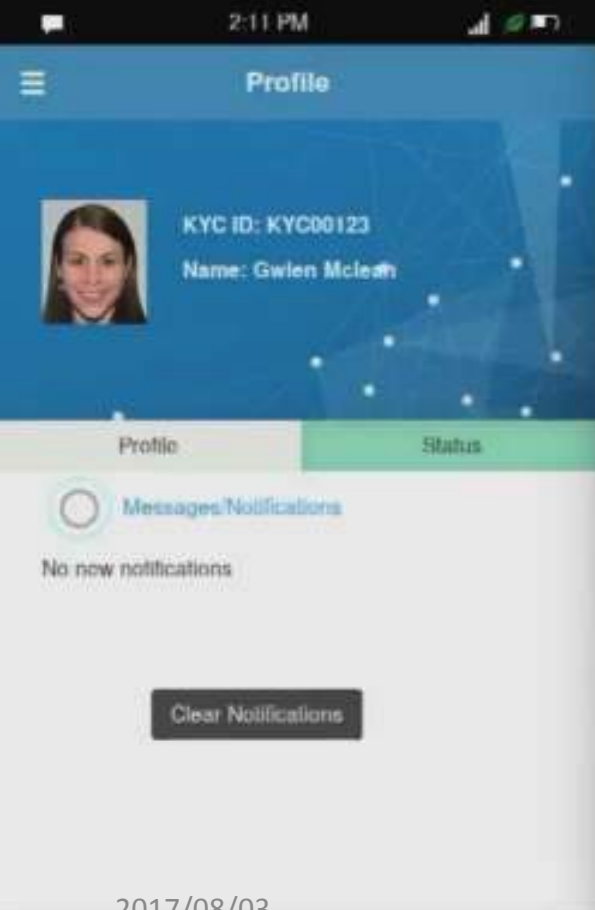 2:11 PM
Profile
KYC ID: KYC00123
Name: Gwlen Mclean
Profile
Status
Messages/Notifications
No new notifications
Clear Notifications
2017/08/03